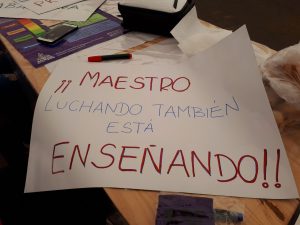 ¡¡ MAESTRO
LUCHANDO TAMBIÉN
ESTÁ
ENSEÑANDO!!